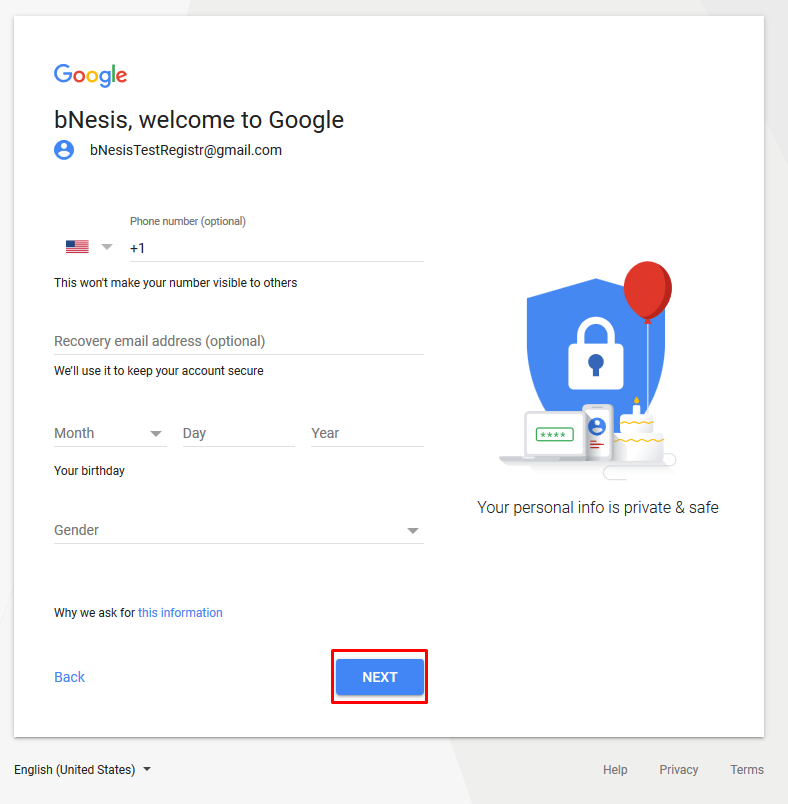 Google
bNesis, welcome to Google
bNesisTestRegistr@gmail.com
Phone number (optional)
+1
This won't make your number visible to others
Recovery email address (optional)
We'll use it to keep your account secure
Month Day Year
Your birthday
Gender
Why we ask for this information
Back NEXT
****
Your personal info is private & safe
English (United States) Help Privacy Terms